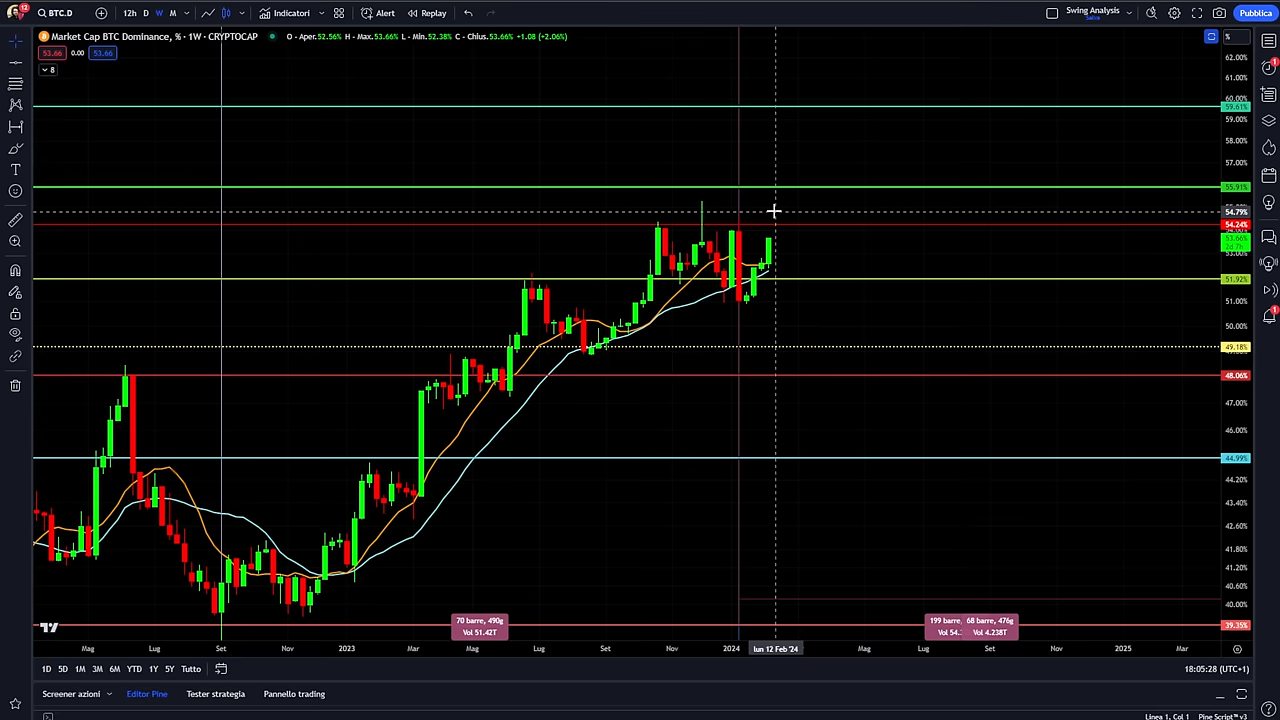 12
BTC.D
12h D W M
Indicatori
Alert
Replay
Swing Analysis
Salva
Pubblica
Market Cap BTC Dominance, % · 1W · CRYPTOCAP
O - Aper.52.56% H - Max.53.66% L - Min.52.38% C - Chius.53.66% +1.08 (+2.06%)
%
53.66 0.00 53.66
8
62.00%
61.00%
60.00%
59.61%
59.00%
58.00%
57.00%
55.91%
54.79%
54.24%
53.66%
2d 7h
53.00%
51.92%
51.00%
50.00%
49.18%
48.06%
47.00%
46.00%
44.99%
44.20%
43.40%
42.60%
41.80%
41.20%
40.60%
40.00%
39.35%
70 barre, 490g
Vol 51.42T
199 barre, 68 barre, 476g
Vol 54. Vol 4.238T
Mag Lug Set Nov 2023 Mar Mag Lug Set Nov 2024 lun 12 Feb '24 Mag Lug Set Nov 2025 Mar
1D 5D 1M 3M 6M YTD 1Y 5Y Tutto
18:05:28 (UTC+1)
Screener azioni Editor Pine Tester strategia Pannello trading
Linea 1, Col 1 Pine Script™ v3